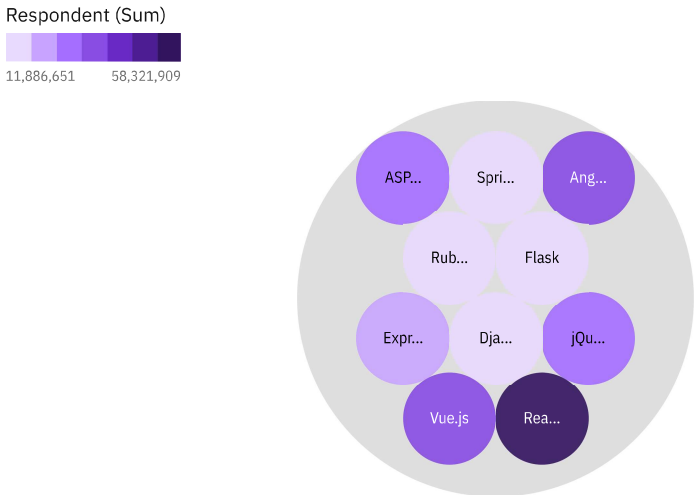 Respondent (Sum)
11,886,651 58,321,909
ASP... Spri... Ang...
Rub... Flask
Expr... Dja... jQu...
Vue.js Rea...